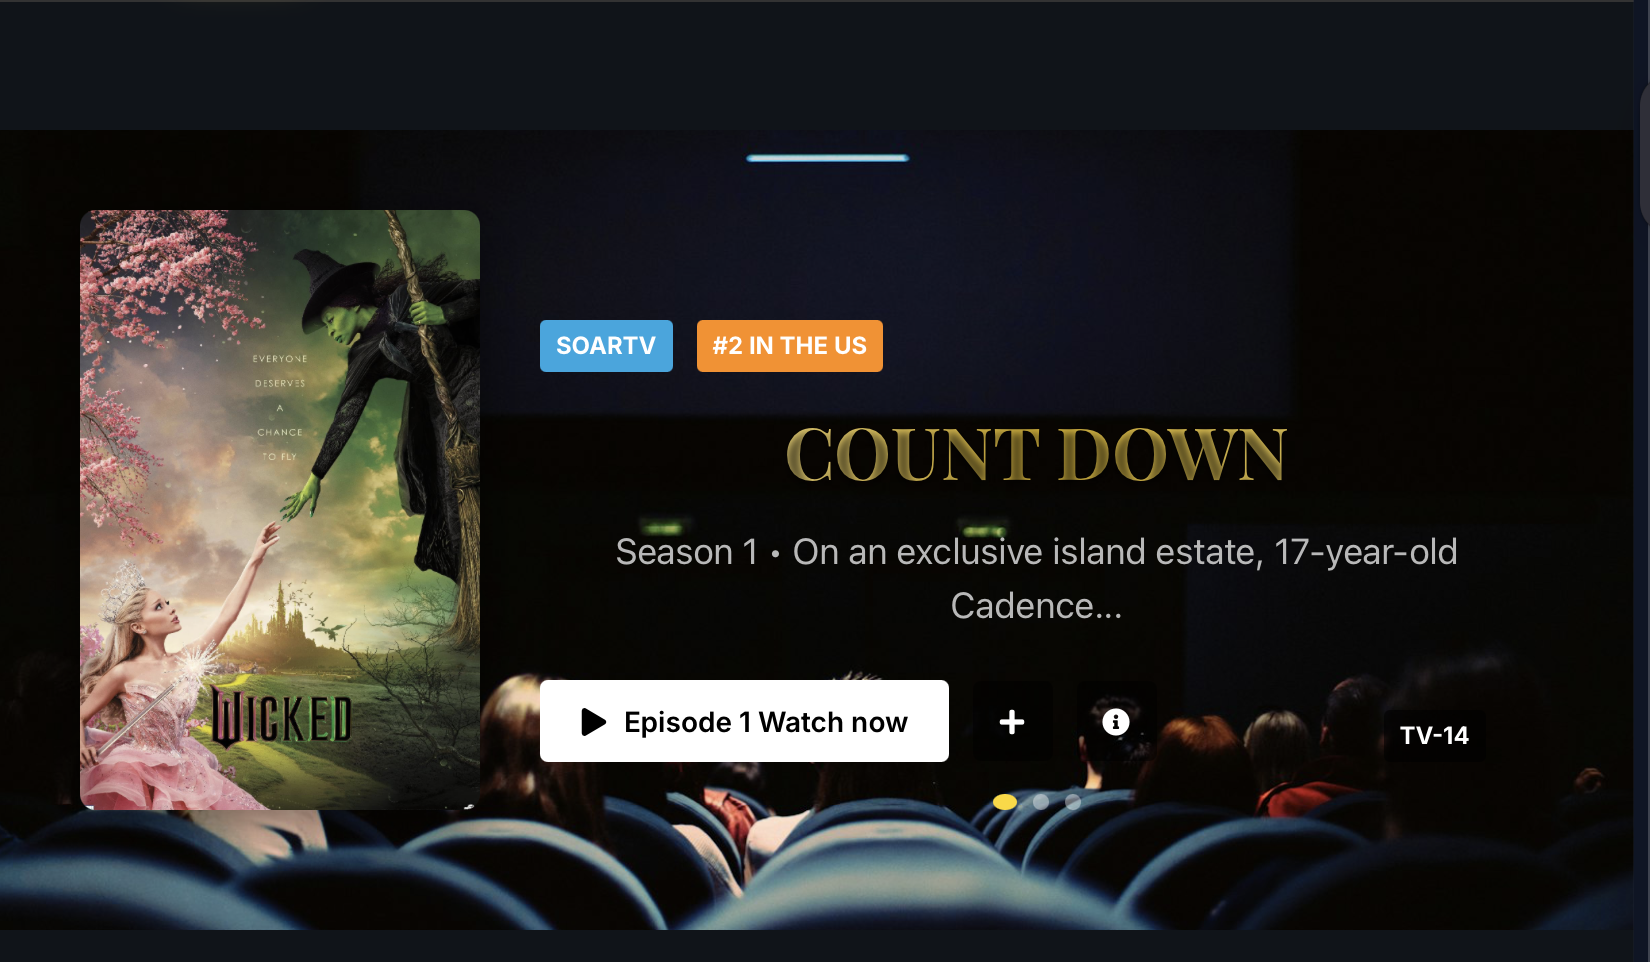 EVERYONE
DESERVES
A
CHANCE
TO FLY
WICKED
SOARTV
#2 IN THE US
COUNT DOWN
Season 1 • On an exclusive island estate, 17-year-old
Cadence...
Episode 1 Watch now
TV-14